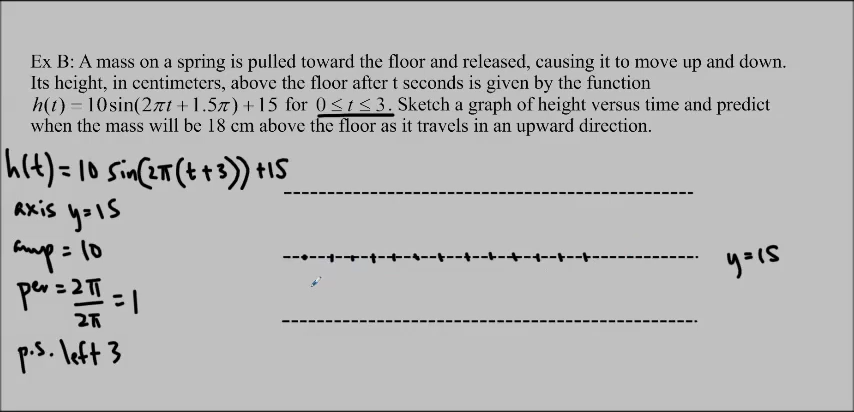 Ex B: A mass on a spring is pulled toward the floor and released, causing it to move up and down.
Its height, in centimeters, above the floor after t seconds is given by the function
h(t) = 10sin(2πt + 1.5π) + 15 for 0 ≤ t ≤ 3. Sketch a graph of height versus time and predict
when the mass will be 18 cm above the floor as it travels in an upward direction.
h(t) = 10 sin(2π(t+3)) + 15
axis y=15
amp = 10
y=15
per = 2π/2π = 1
p.s. left 3